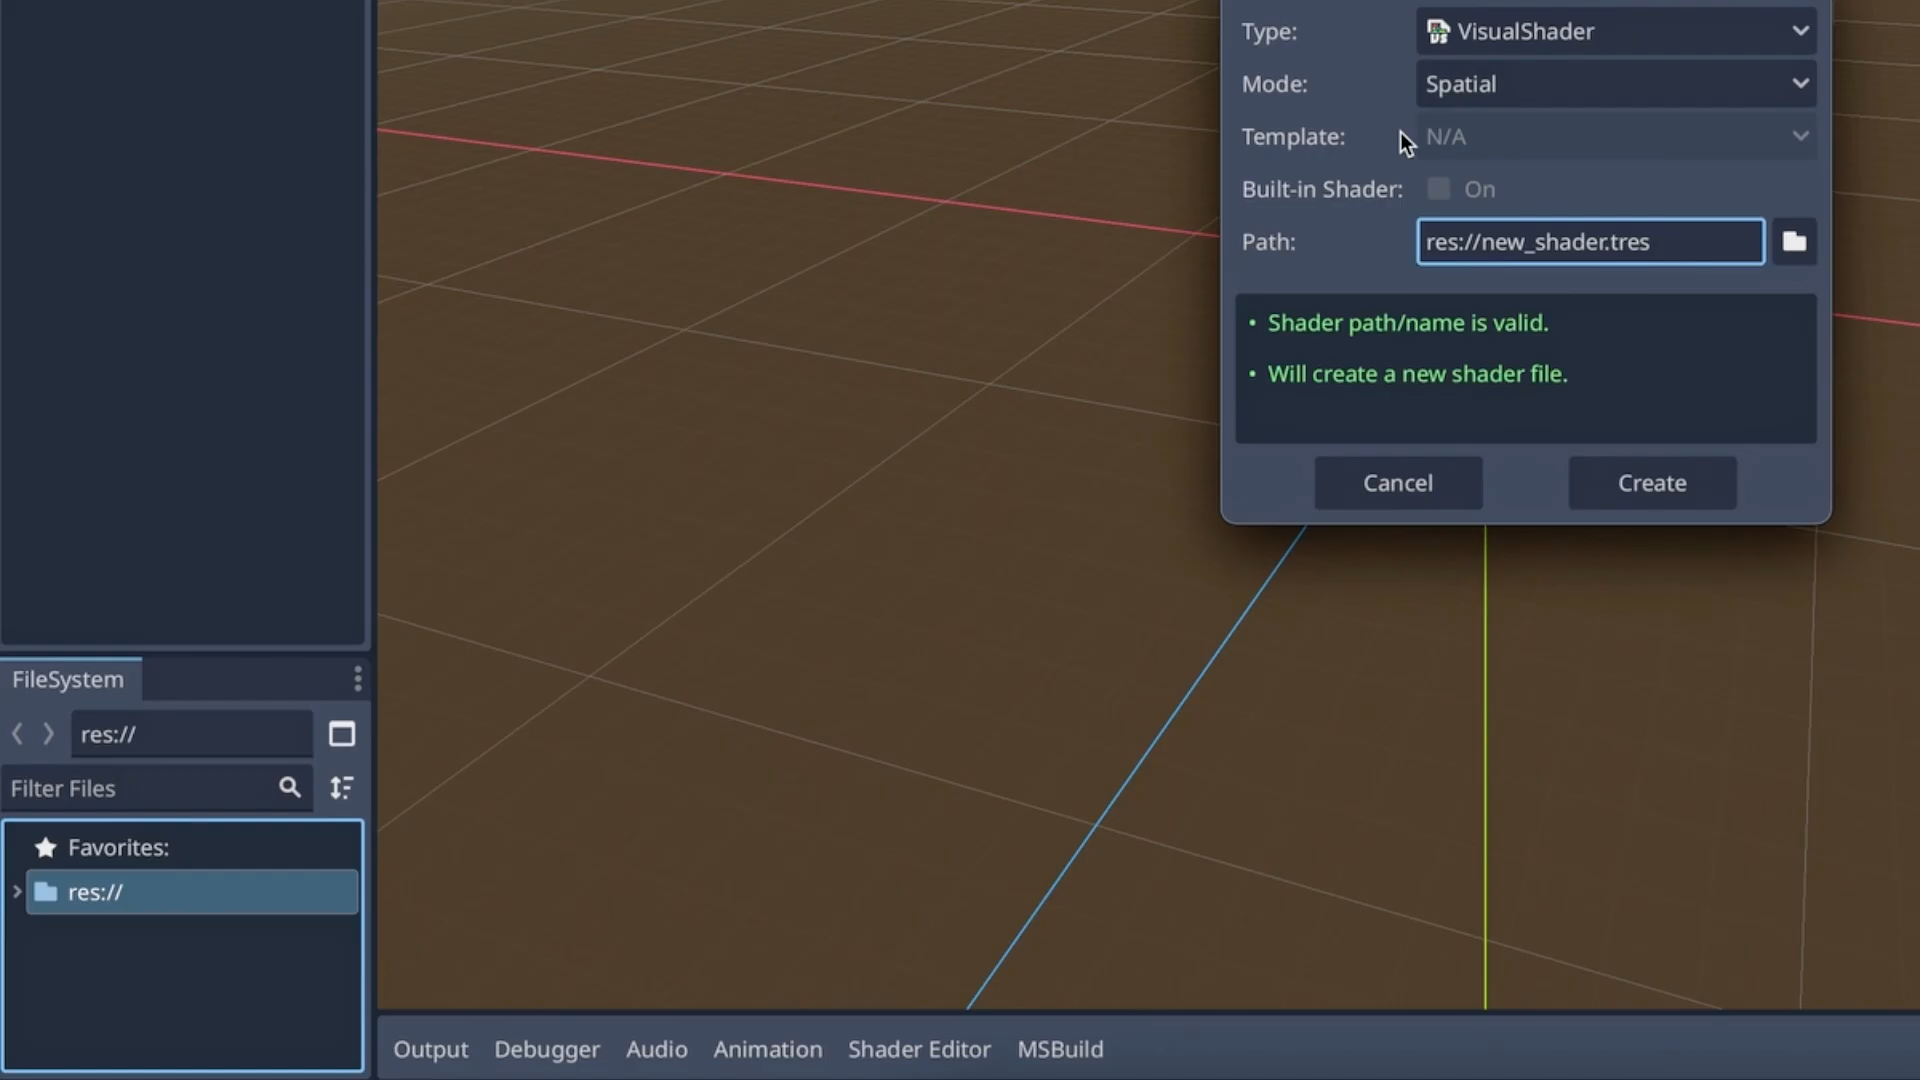 Type:
VisualShader
Mode:
Spatial
Template:
N/A
Built-in Shader:
On
Path:
res://new_shader.tres
• Shader path/name is valid.
• Will create a new shader file.
Cancel
Create
FileSystem
res://
Filter Files
Favorites:
res://
Output
Debugger
Audio
Animation
Shader Editor
MSBuild